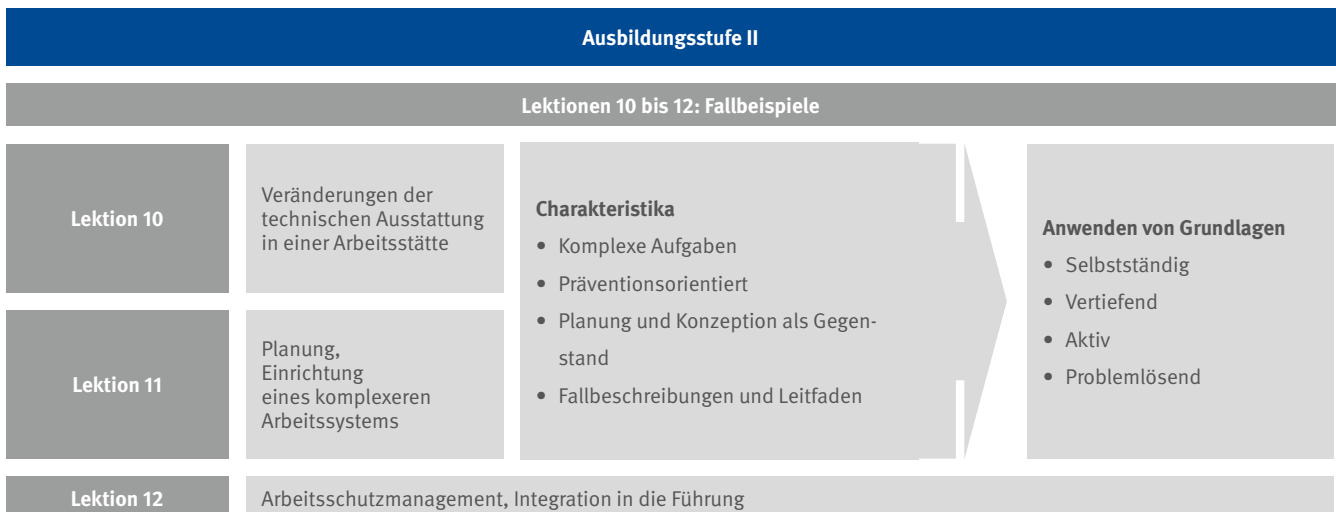 Ausbildungsstufe II
Lektionen 10 bis 12: Fallbeispiele
Lektion 10
Veränderungen der
technischen Ausstattung
in einer Arbeitsstätte
Lektion 11
Planung,
Einrichtung
eines komplexeren
Arbeitssystems
Charakteristika
• Komplexe Aufgaben
• Präventionsorientiert
• Planung und Konzeption als Gegen-
stand
• Fallbeschreibungen und Leitfaden
Anwenden von Grundlagen
• Selbstständig
• Vertiefend
• Aktiv
• Problemlösend
Lektion 12
Arbeitsschutzmanagement, Integration in die Führung